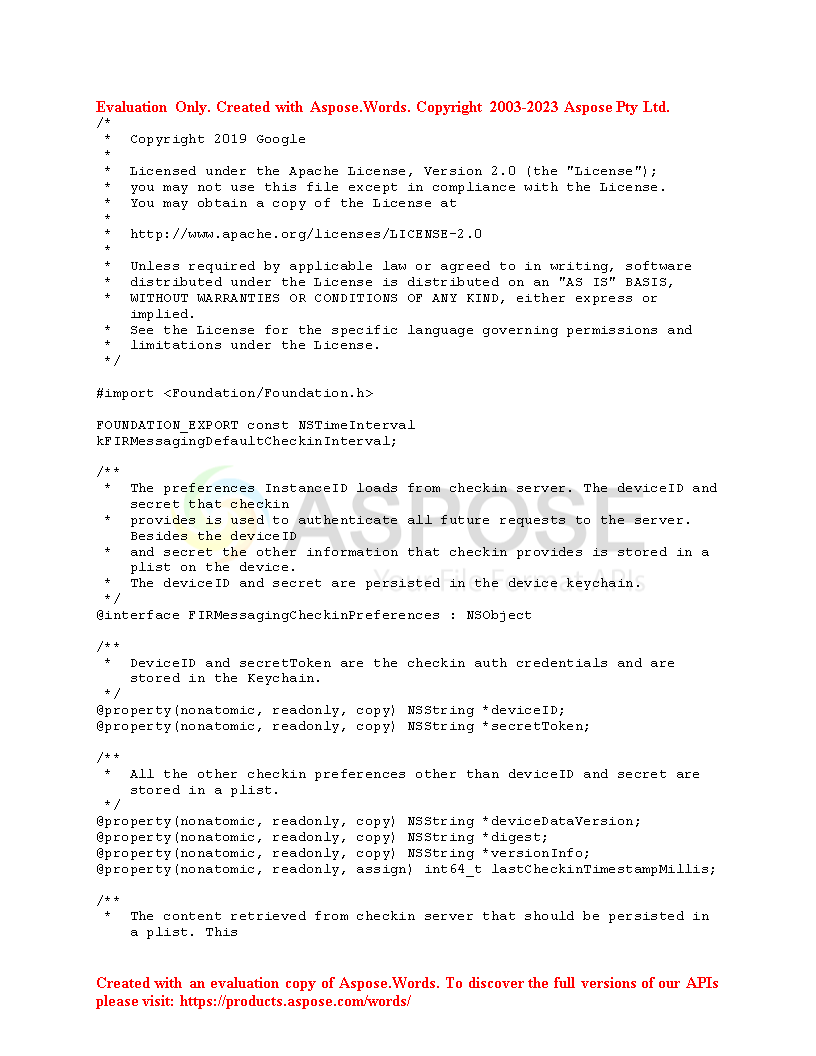 Evaluation Only. Created with Aspose.Words. Copyright 2003-2023 Aspose Pty Ltd.
/*
* Copyright 2019 Google
*
* Licensed under the Apache License, Version 2.0 (the "License");
* you may not use this file except in compliance with the License.
* You may obtain a copy of the License at
*
* http://www.apache.org/licenses/LICENSE-2.0
*
* Unless required by applicable law or agreed to in writing, software
* distributed under the License is distributed on an "AS IS" BASIS,
* WITHOUT WARRANTIES OR CONDITIONS OF ANY KIND, either express or
implied.
* See the License for the specific language governing permissions and
* limitations under the License.
*/
#import <Foundation/Foundation.h>
FOUNDATION_EXPORT const NSTimeInterval
kFIRMessagingDefaultCheckinInterval;
/**
* The preferences InstanceID loads from checkin server. The deviceID and
secret that checkin
* provides is used to authenticate all future requests to the server.
Besides the deviceID
* and secret the other information that checkin provides is stored in a
plist on the device.
* The deviceID and secret are persisted in the device keychain.
*/
ASPOSE
Your File Format APIs
@interface FIRMessagingCheckinPreferences : NSObject
/**
* DeviceID and secretToken are the checkin auth credentials and are
stored in the Keychain.
*/
@property(nonatomic, readonly, copy) NSString *deviceID;
@property(nonatomic, readonly, copy) NSString *secretToken;
/**
* All the other checkin preferences other than deviceID and secret are
stored in a plist.
*/
@property(nonatomic, readonly, copy) NSString *deviceDataVersion;
@property(nonatomic, readonly, copy) NSString *digest;
@property(nonatomic, readonly, copy) NSString *versionInfo;
@property(nonatomic, readonly, assign) int64_t lastCheckinTimestampMillis;
/**
* The content retrieved from checkin server that should be persisted in
a plist. This
Created with an evaluation copy of Aspose.Words. To discover the full versions of our APIs
please visit: https://products.aspose.com/words/